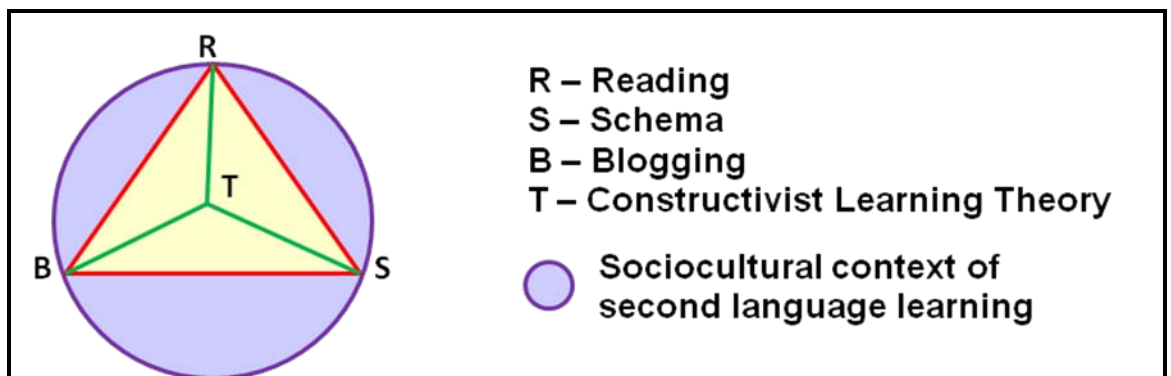 R
T
B
S
R – Reading
S – Schema
B – Blogging
T – Constructivist Learning Theory
Sociocultural context of
second language learning